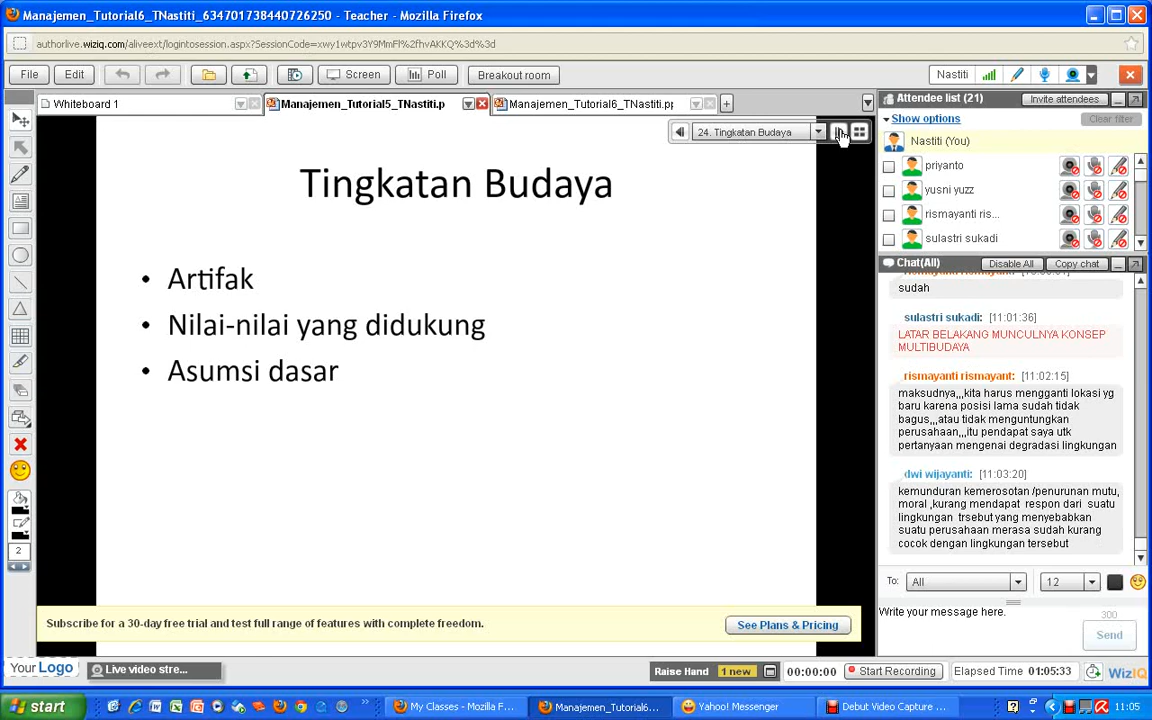 Manajemen_Tutorial6_TNastiti_634701738440726250 - Teacher - Mozilla Firefox
authorlive.wiziq.com/aliveext/logintosession.aspx?SessionCode=xwy1wtpv3Y9MmFl%2fhvAKKQ%3d%3d
File Edit Screen Poll Breakout room Nastiti
Whiteboard 1 Manajemen_Tutorial5_TNastiti.p Manajemen_Tutorial6_TNastiti.pp
24. Tingkatan Budaya
Tingkatan Budaya
• Artifak
• Nilai-nilai yang didukung
• Asumsi dasar
Subscribe for a 30-day free trial and test full range of features with complete freedom.
See Plans & Pricing
2
Attendee list (21) Invite attendees
Show options Clear filter
Nastiti (You)
priyanto
yusni yuzz
rismayanti ris...
sulastri sukadi
Chat(All) Disable All Copy chat
sudah
sulastri sukadi: [11:01:36]
LATAR BELAKANG MUNCULNYA KONSEP
MULTIBUDAYA
rismayanti rismayant: [11:02:15]
maksudnya,,,kita harus mengganti lokasi yg
baru karena posisi lama sudah tidak
bagus,,,atau tidak menguntungkan
perusahaan,,,itu pendapat saya utk
pertanyaan mengenai degradasi lingkungan
dwi wijayanti: [11:03:20]
kemunduran kemerosotan /penurunan mutu,
moral ,kurang mendapat respon dari suatu
lingkungan trsebut yang menyebabkan
suatu perusahaan merasa sudah kurang
cocok dengan lingkungan tersebut
To: All 12
Write your message here.
300
Send
Your Logo Live video stre... Raise Hand 1 new 00:00:00 Start Recording Elapsed Time 01:05:33 WizIQ
start My Classes - Mozilla F... Manajemen_Tutorial6... Yahoo! Messenger Debut Video Capture ... 11:05